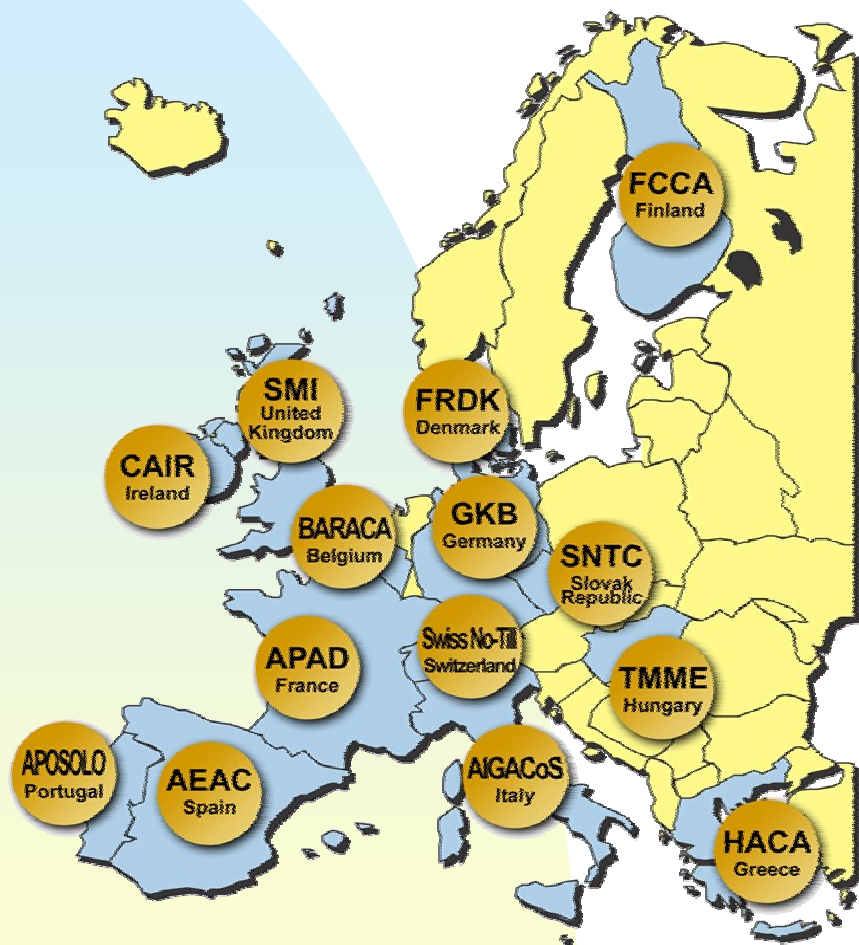 FCCA
Finland
SMI
United
Kingdom
FRDK
Denmark
CAIR
Ireland
BARACA
Belgium
GKB
Germany
SNTC
Slovak
Republic
APAD
France
Swiss No-Till
Switzerland
TMME
Hungary
APOSOLO
Portugal
AEAC
Spain
AIGACoS
Italy
HACA
Greece